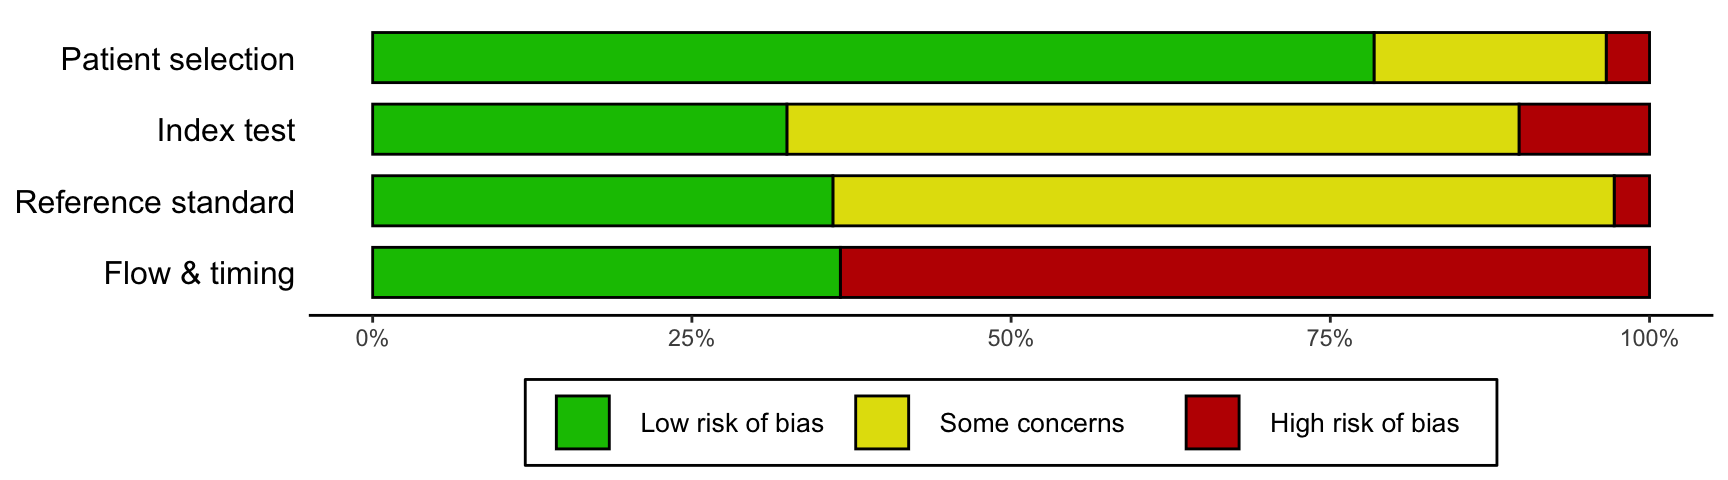 Patient selection
Index test
Reference standard
Flow & timing
0% 25% 50% 75% 100%
Low risk of bias Some concerns High risk of bias